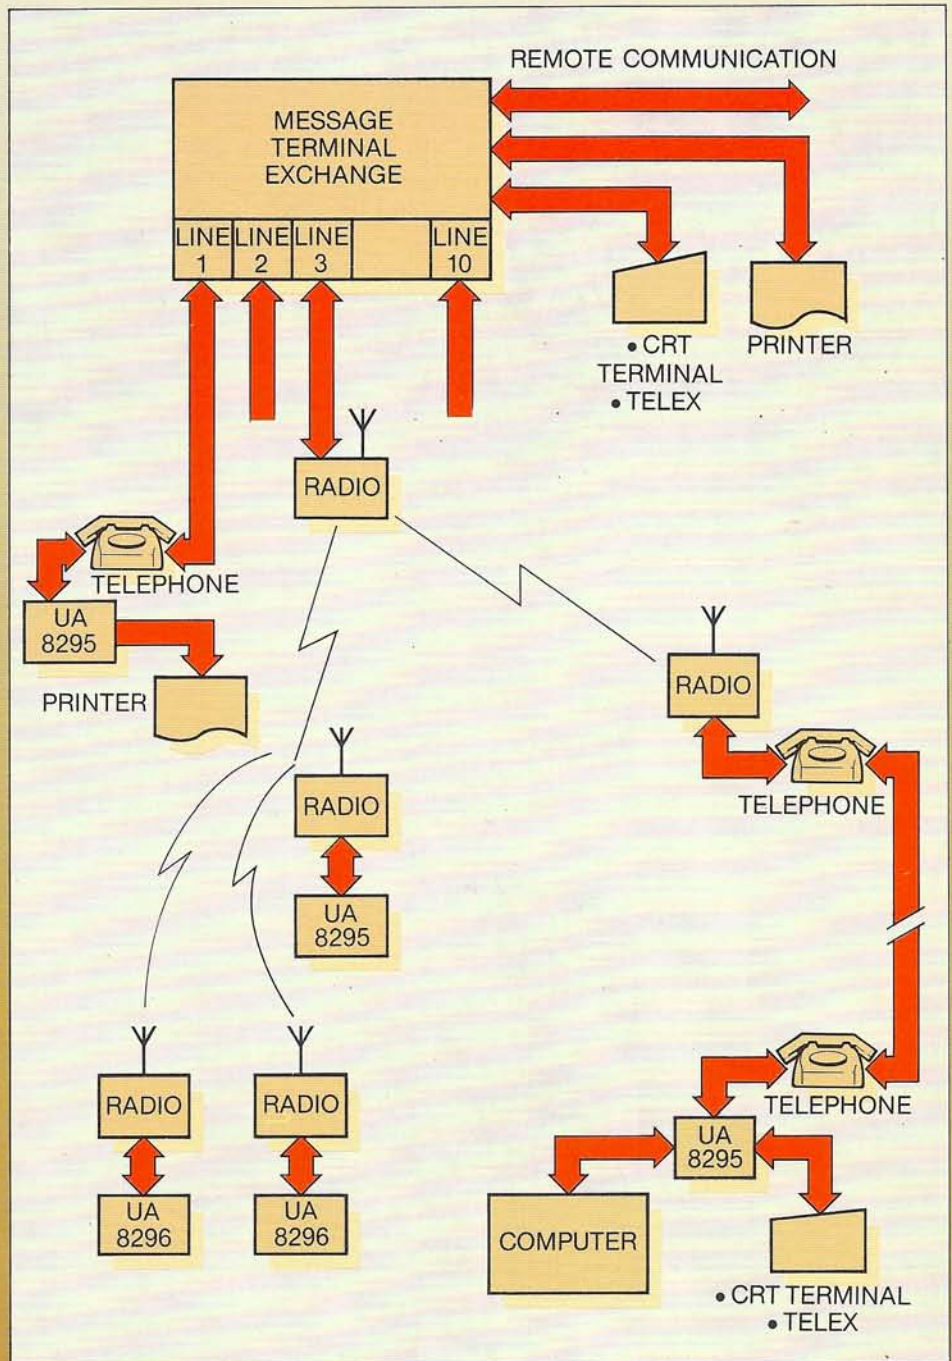 REMOTE COMMUNICATION
MESSAGE
TERMINAL
EXCHANGE
LINE
1
LINE
2
LINE
3
LINE
10
• CRT
TERMINAL
• TELEX
PRINTER
RADIO
TELEPHONE
UA
8295
PRINTER
RADIO
TELEPHONE
RADIO
UA
8295
RADIO
UA
8296
RADIO
UA
8296
TELEPHONE
UA
8295
COMPUTER
• CRT TERMINAL
• TELEX